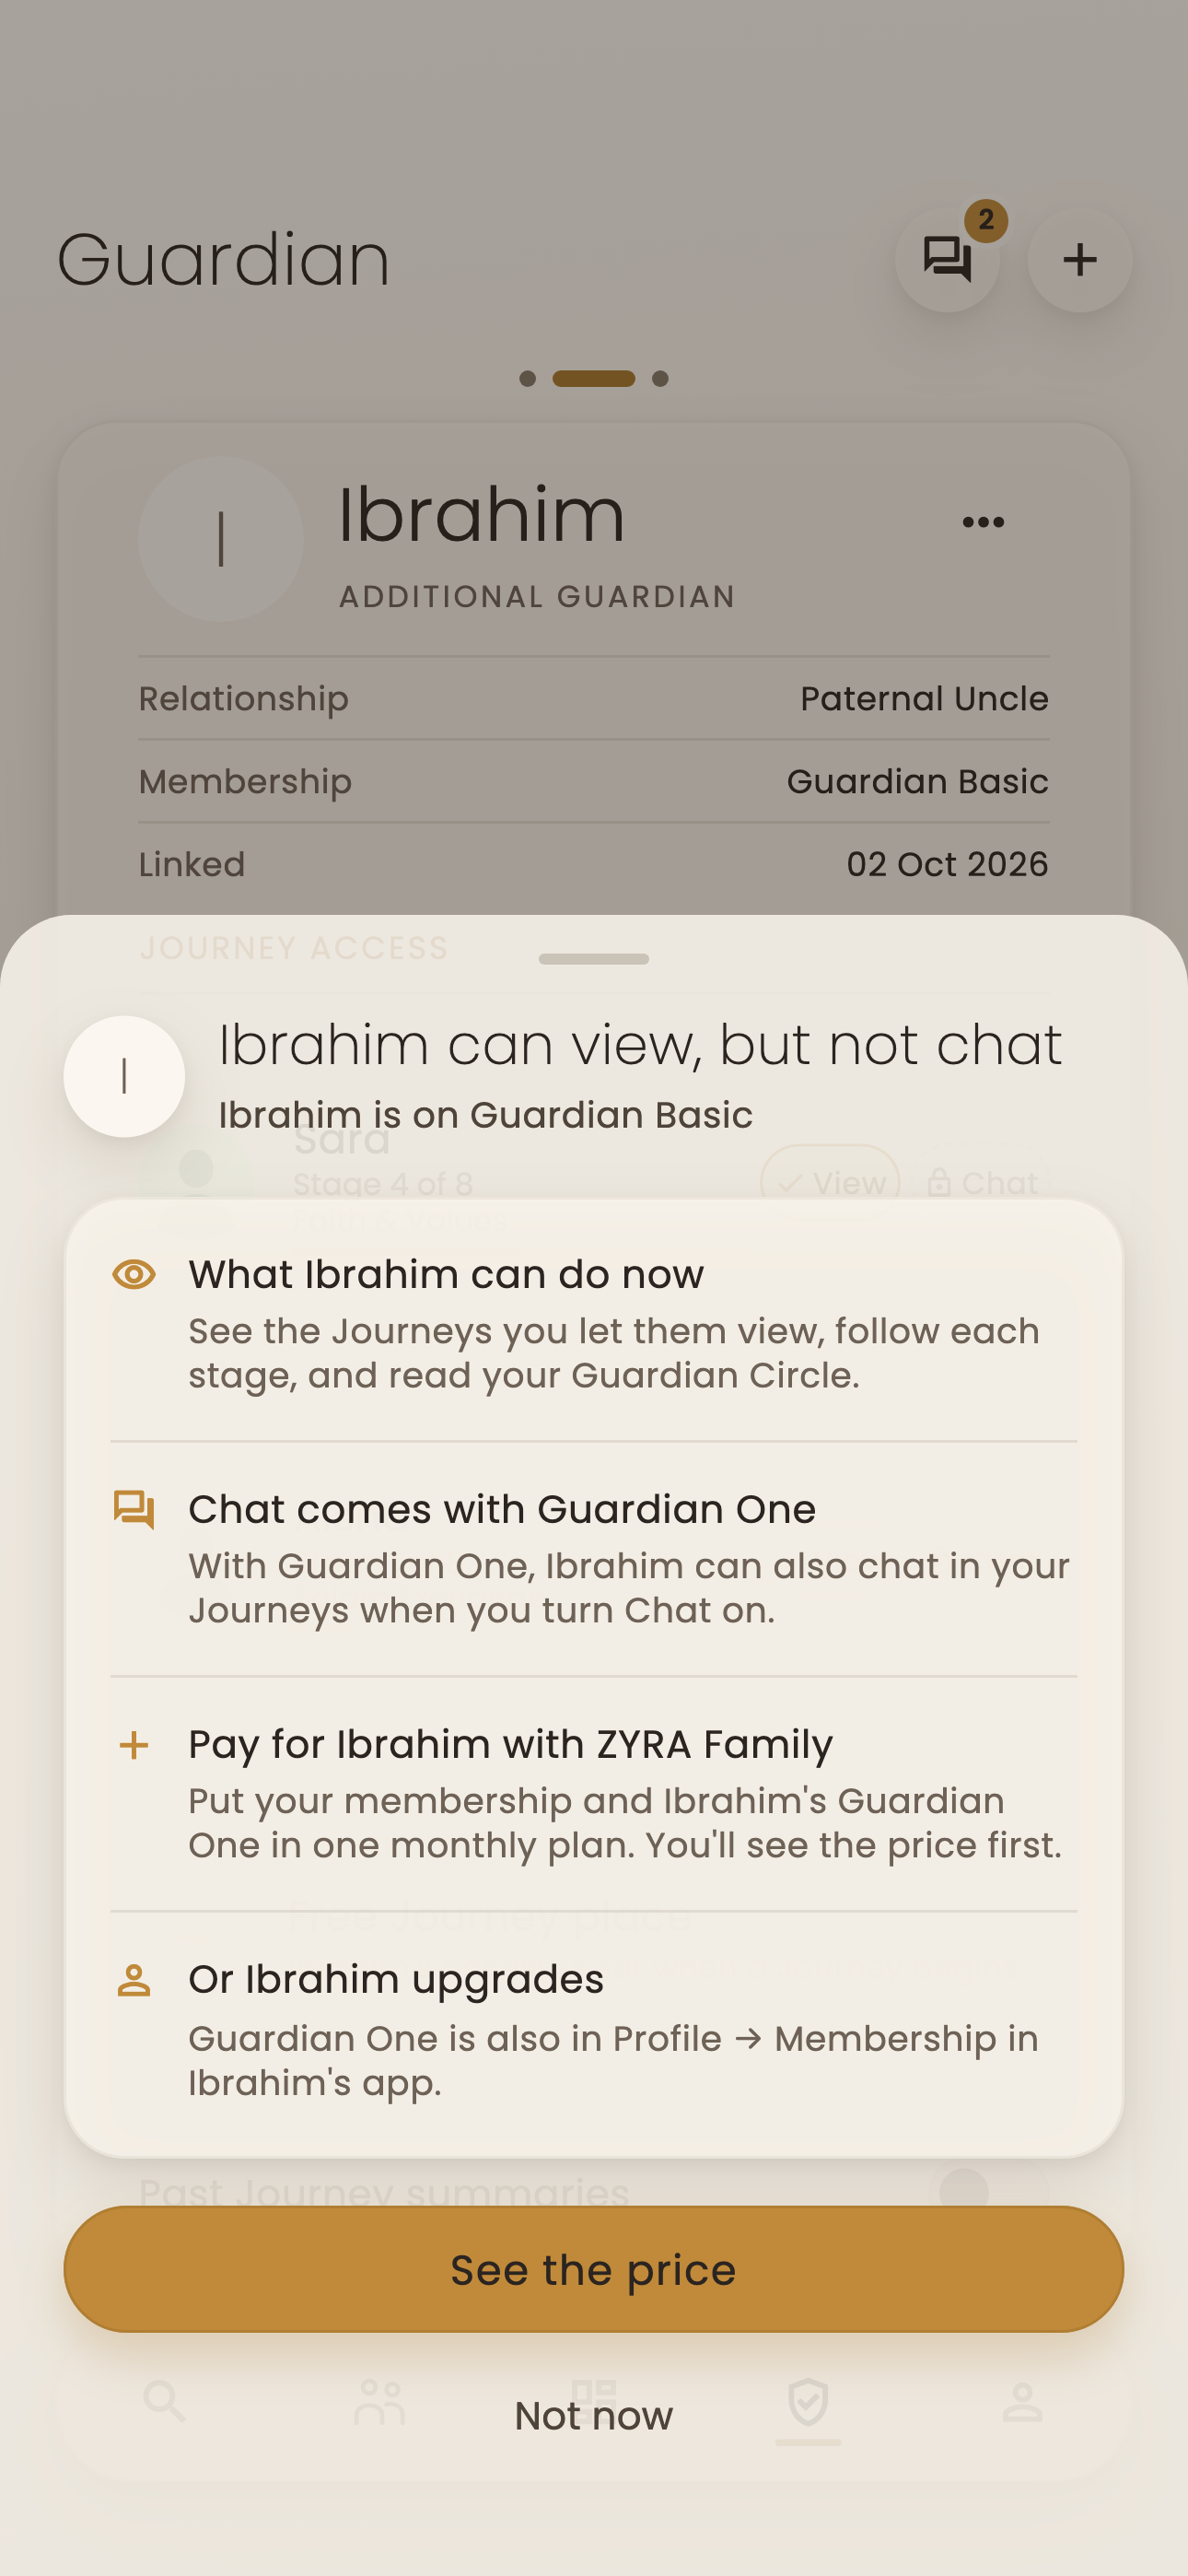 Guardian
2
I
Ibrahim
ADDITIONAL GUARDIAN
Relationship
Paternal Uncle
Membership
Guardian Basic
Linked
02 Oct 2026
JOURNEY ACCESS
I
Ibrahim can view, but not chat
Ibrahim is on Guardian Basic
Sara
Stage 4 of 8
View
Chat
Faith & Values
What Ibrahim can do now
See the Journeys you let them view, follow each
stage, and read your Guardian Circle.
Chat comes with Guardian One
With Guardian One, Ibrahim can also chat in your
Journeys when you turn Chat on.
Pay for Ibrahim with ZYRA Family
Put your membership and Ibrahim's Guardian
One in one monthly plan. You'll see the price first.
Free Journey place
Or Ibrahim upgrades
Guardian One is also in Profile → Membership in
Ibrahim's app.
Past Journey summaries
See the price
Not now